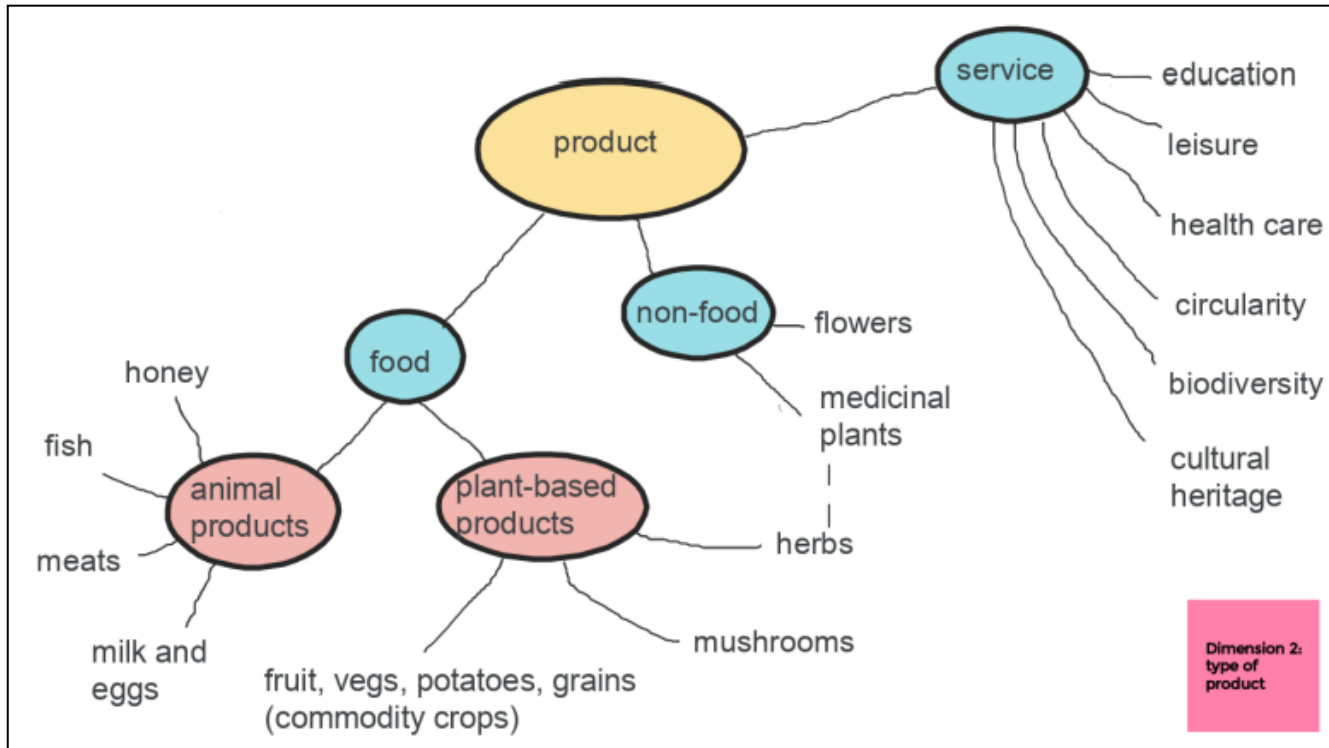 product
service
education
leisure
health care
circularity
biodiversity
cultural
heritage
non-food
flowers
medicinal
plants
food
honey
fish
animal
products
meats
milk and
eggs
plant-based
products
herbs
mushrooms
fruit, vegs, potatoes, grains
(commodity crops)
Dimension 2:
type of
product